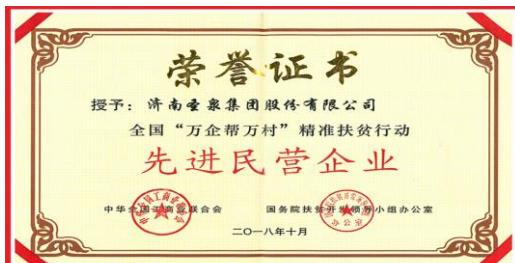 荣誉证书
授予：济南圣泉集团股份有限公司
全国“万企帮万村”精准扶贫行动
先进民营企业
中华全国工商业联合会 国务院扶贫开发领导小组办公室
二〇一八年十月